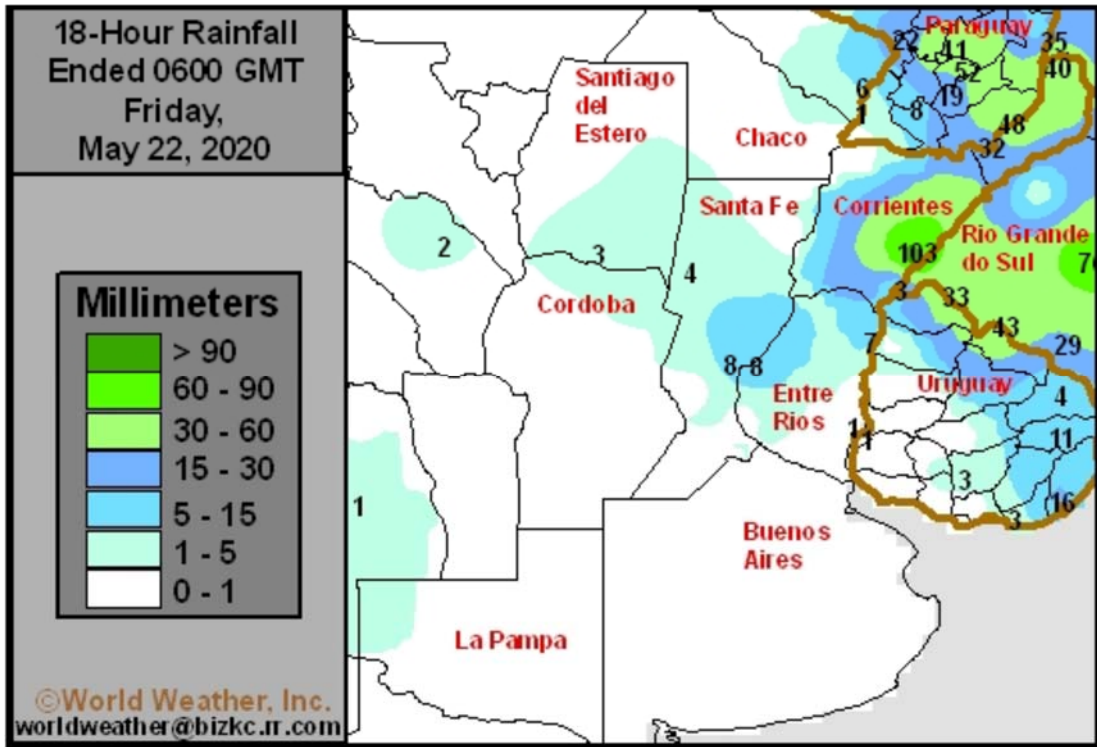 18-Hour Rainfall
Ended 0600 GMT
Friday,
May 22, 2020
Millimeters
> 90
60 - 90
30 - 60
15 - 30
5 - 15
1 - 5
0 - 1
©World Weather, Inc.
worldweather@bizkc.rr.com
Paraguay
22
41
35
52
40
Santiago
del
Estero
6
19
1
8
Chaco
48
32
Santa Fe
Corrientes
Rio Grande
do Sul
2
3
103
4
3
33
Cordoba
43
7
29
8
8
Uruguay
4
Entre
Rios
11
3
1
16
3
Buenos
Aires
La Pampa